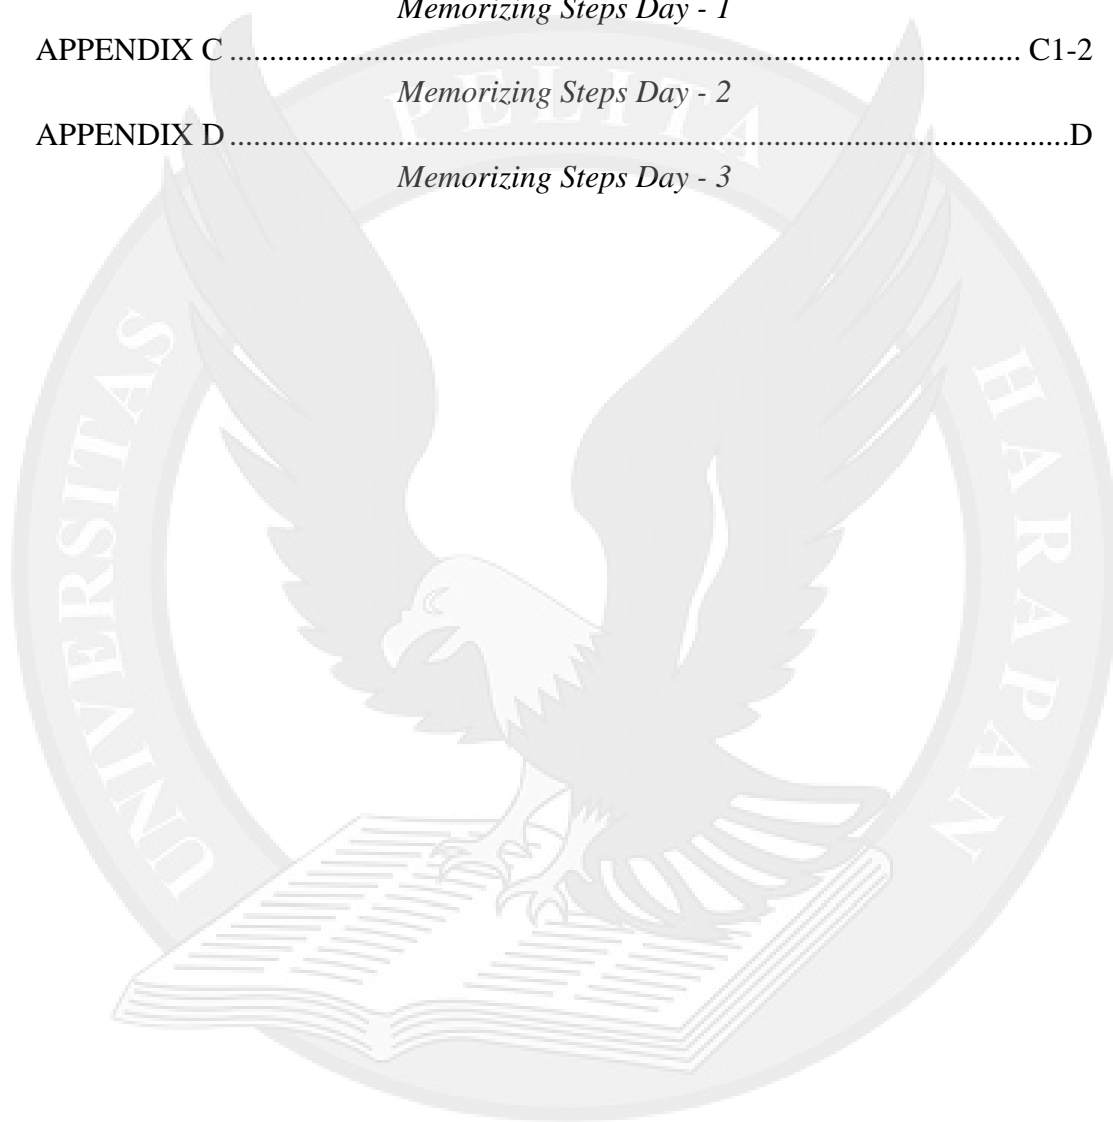 Memorizing Steps Day - 1
APPENDIX C .................................................................................................... C1-2
Memorizing Steps Day - 2
APPENDIX D ..........................................................................................................D
Memorizing Steps Day - 3
UNIVERSITAS PELITA HARAPAN